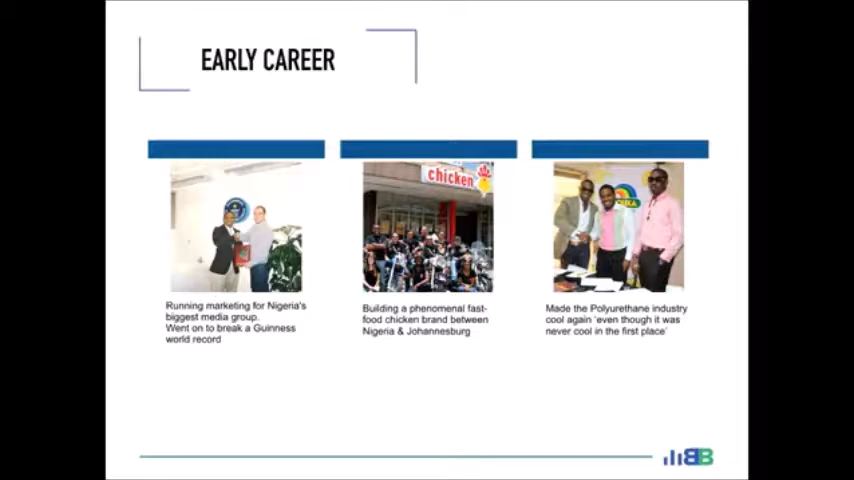 EARLY CAREER
chicken
Running marketing for Nigeria's
biggest media group.
Went on to break a Guinness
world record
Building a phenomenal fast-
food chicken brand between
Nigeria & Johannesburg
Made the Polyurethane industry
cool again ‘even though it was
never cool in the first place’